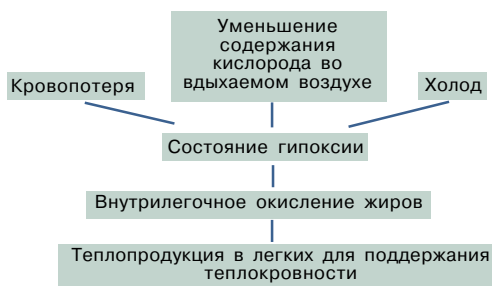 Уменьшение
содержания
кислорода во
вдыхаемом воздухе
Кровопотеря
Холод
Состояние гипоксии
Внутрилегочное окисление жиров
Теплопродукция в легких для поддержания
теплокровности